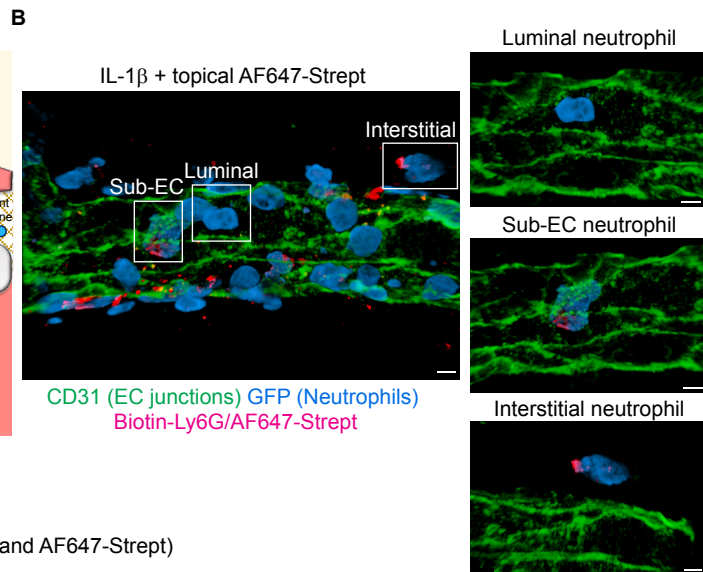 B
IL-1β + topical AF647-Strept
Interstitial
Luminal
Sub-EC
CD31 (EC junctions) GFP (Neutrophils)
Biotin-Ly6G/AF647-Strept
Luminal neutrophil
Sub-EC neutrophil
Interstitial neutrophil
and AF647-Strept)